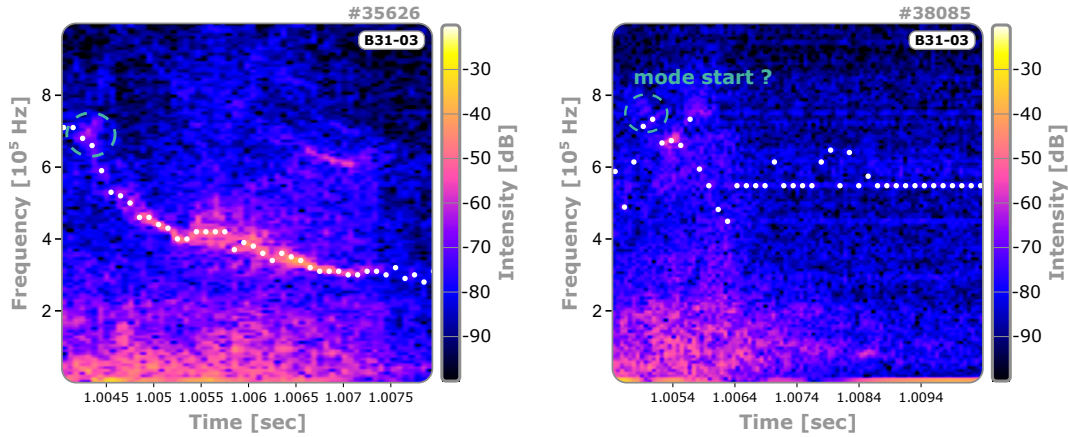 #35626
B31-03
8
6
4
2
Frequency [10⁵ Hz]
1.0045 1.005 1.0055 1.006 1.0065 1.007 1.0075
Time [sec]
-30
-40
-50
-60
-70
-80
-90
Intensity [dB]
#38085
B31-03
mode start ?
8
6
4
2
Frequency [10⁵ Hz]
1.0054 1.0064 1.0074 1.0084 1.0094
Time [sec]
-30
-40
-50
-60
-70
-80
-90
Intensity [dB]